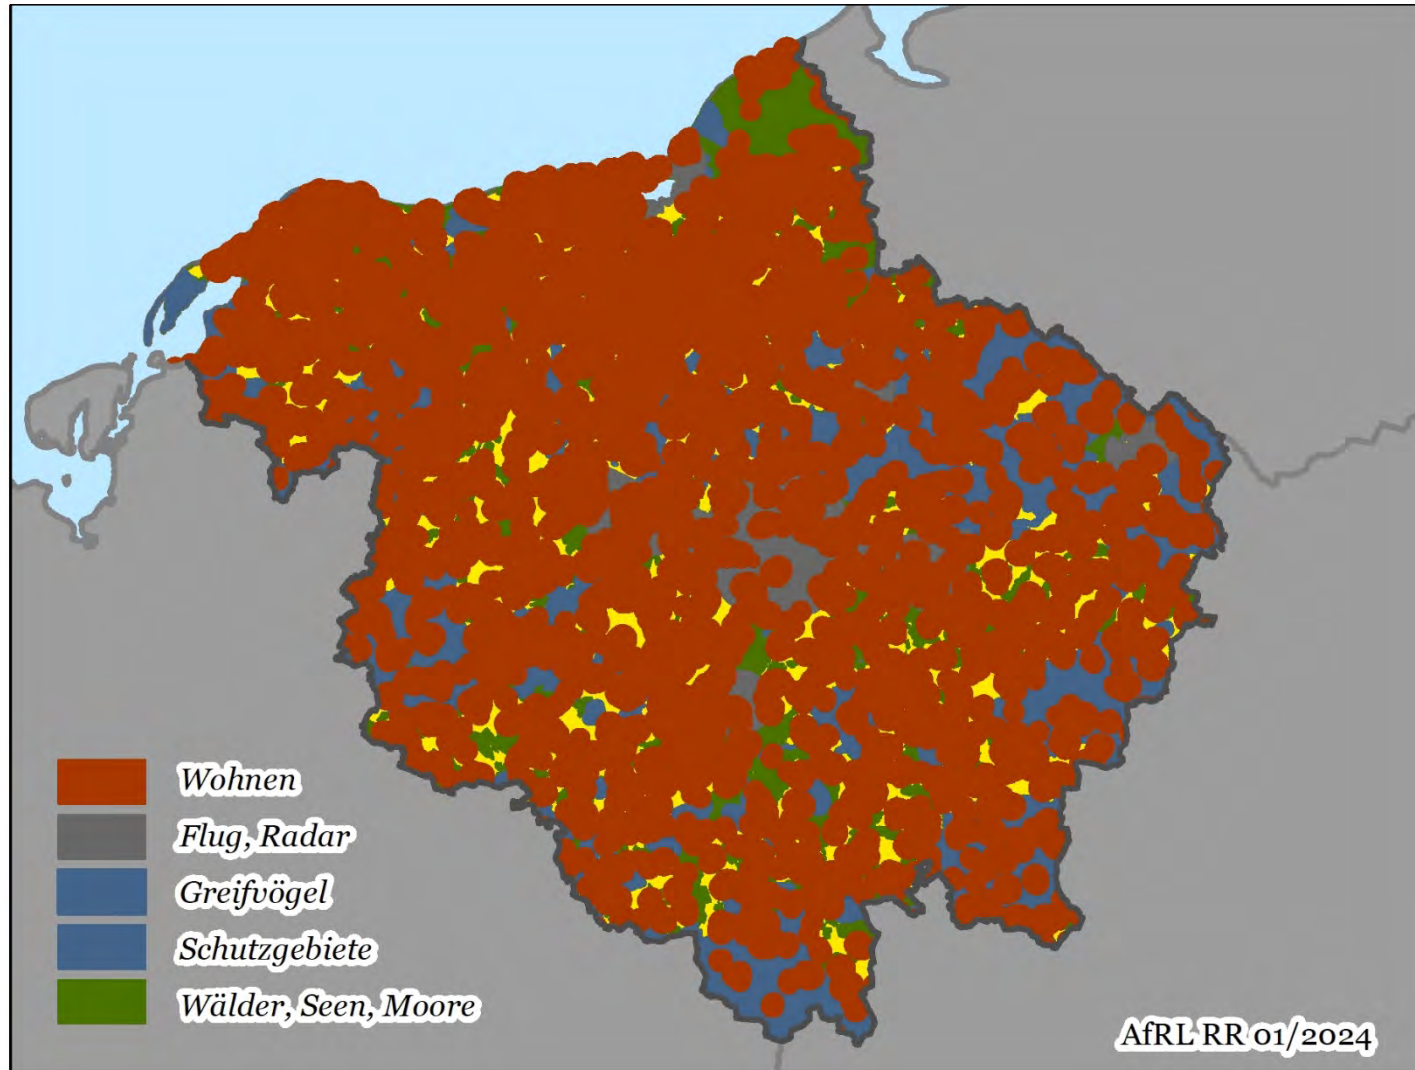 Wohnen
Flug, Radar
Greifvögel
Schutzgebiete
Wälder, Seen, Moore
AfRL RR 01/2024